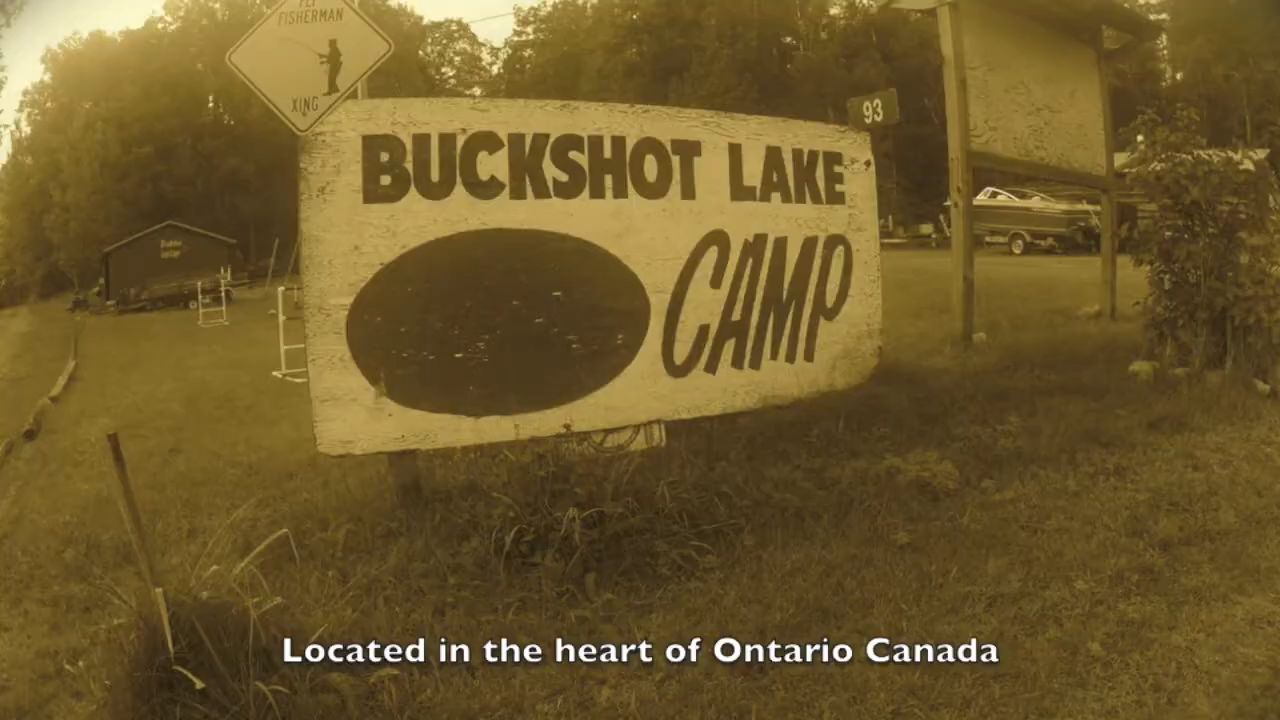 FLY
FISHERMAN
XING
93
BUCKSHOT LAKE
CAMP
Located in the heart of Ontario Canada